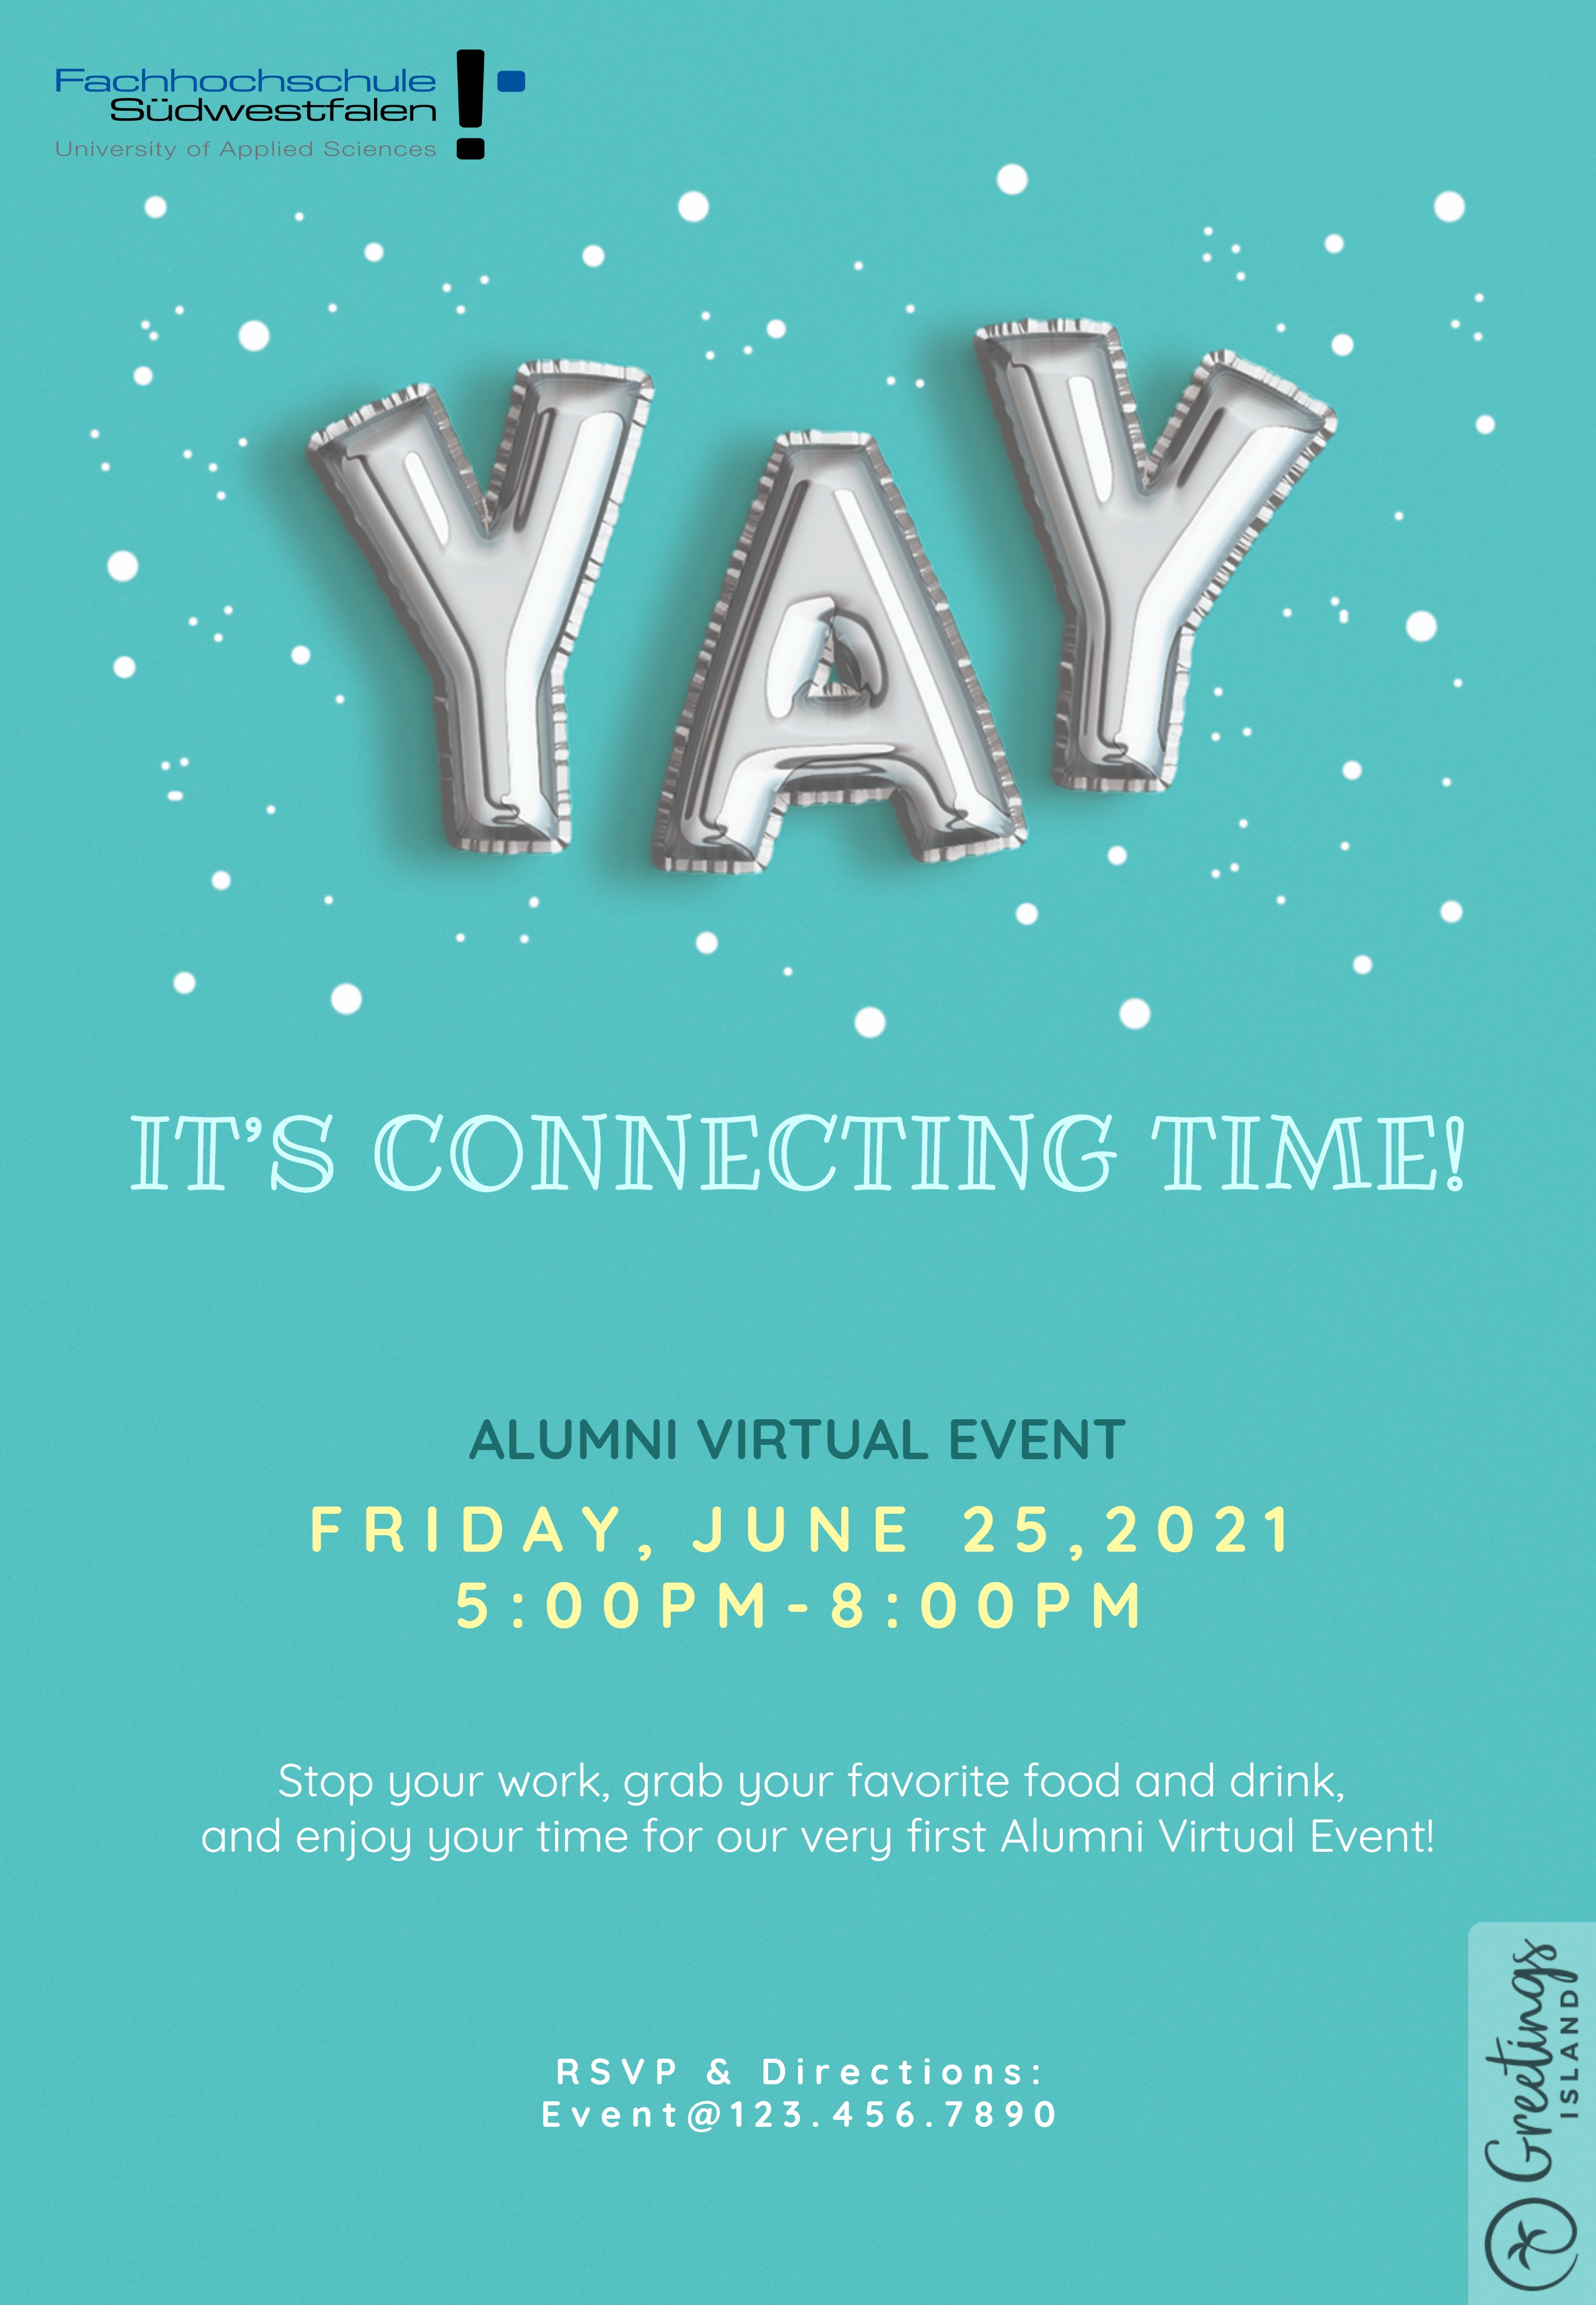 Fachhochschule
Südwestfalen
University of Applied Sciences
YAY
IT'S CONNECTING TIME!
ALUMNI VIRTUAL EVENT
FRIDAY, JUNE 25,2021
5:00PM-8:00PM
Stop your work, grab your favorite food and drink,
and enjoy your time for our very first Alumni Virtual Event!
RSVP & Directions:
Event@123.456.7890
Greetings
ISLAND